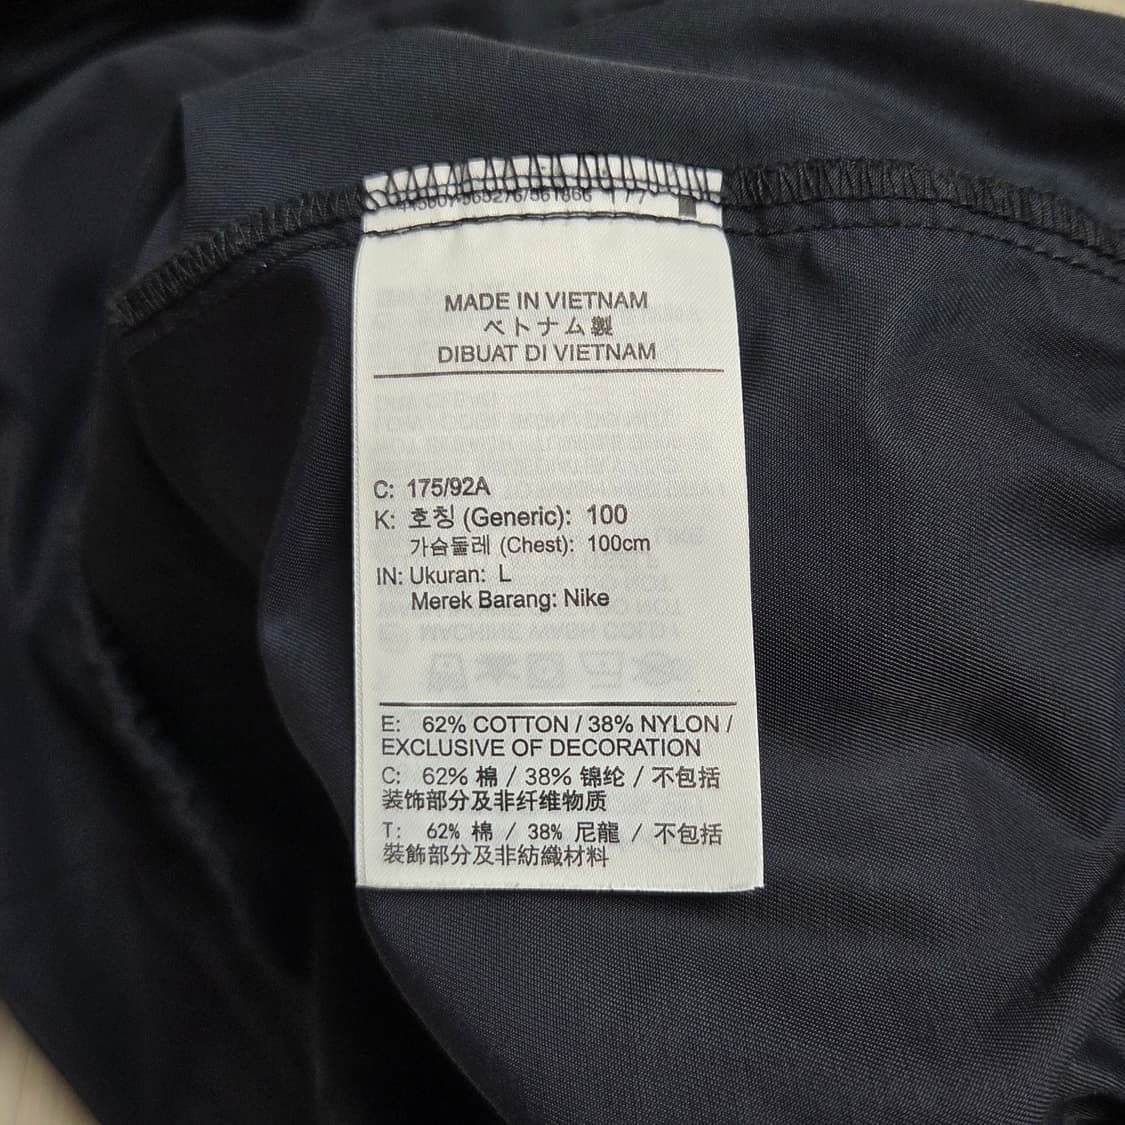 MADE IN VIETNAM
ベトナム製
DIBUAT DI VIETNAM
C: 175/92A
K: 호칭 (Generic): 100
가슴둘레 (Chest): 100cm
IN: Ukuran: L
Merek Barang: Nike
E: 62% COTTON / 38% NYLON /
EXCLUSIVE OF DECORATION
C: 62% 棉 / 38% 锦纶 / 不包括
装饰部分及非纤维物质
T: 62% 棉 / 38% 尼龍 / 不包括
裝飾部分及非紡織材料